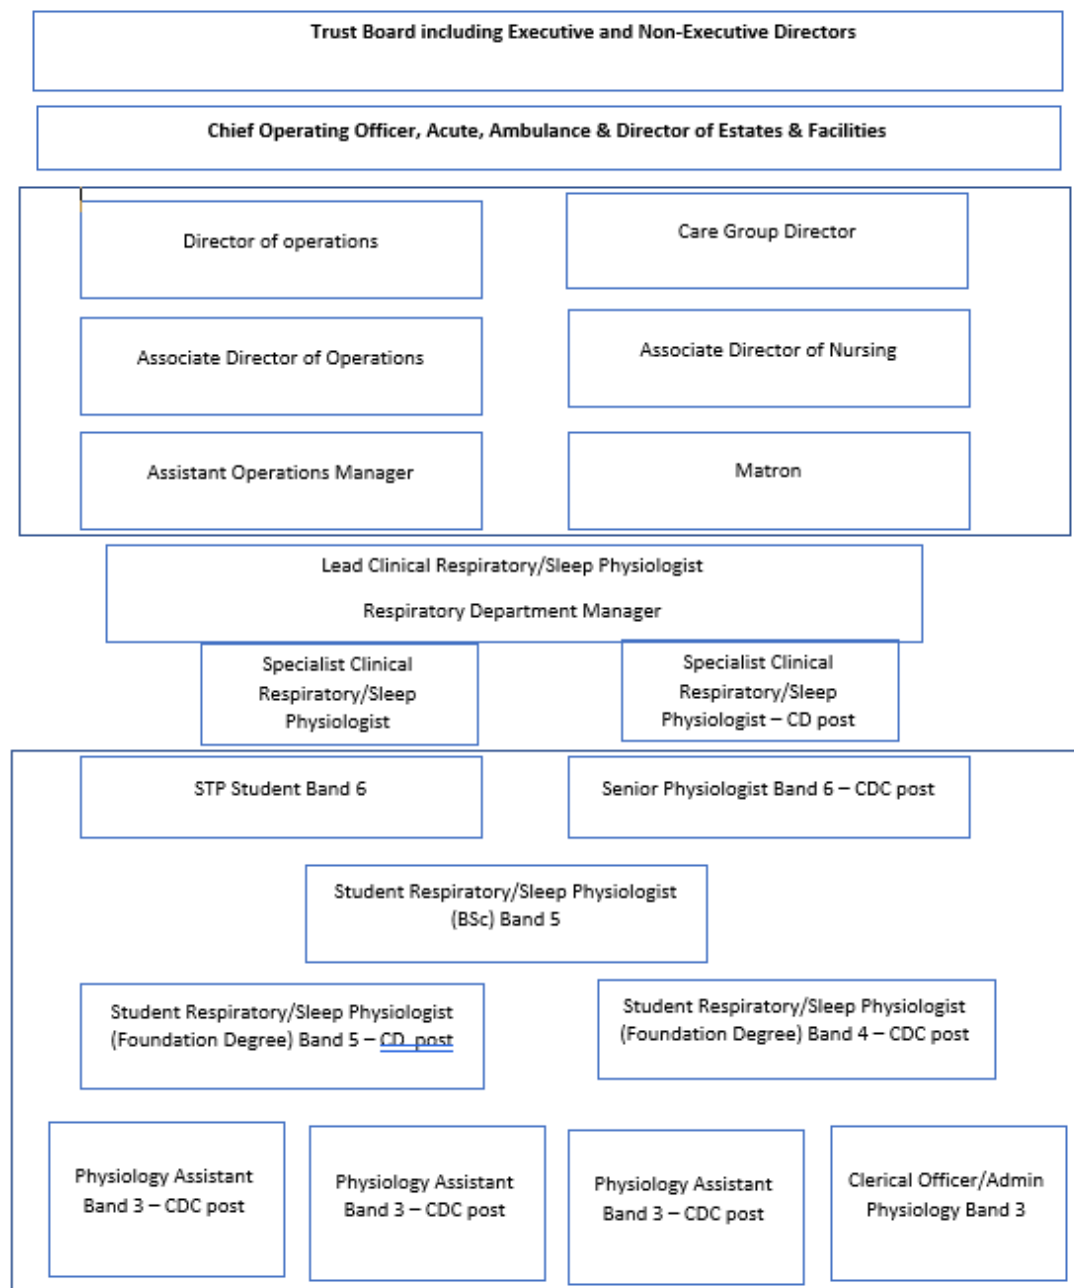 Trust Board including Executive and Non-Executive Directors
Chief Operating Officer, Acute, Ambulance & Director of Estates & Facilities
Director of operations
Care Group Director
Associate Director of Operations
Associate Director of Nursing
Assistant Operations Manager
Matron
Lead Clinical Respiratory/Sleep Physiologist
Respiratory Department Manager
Specialist Clinical
Respiratory/Sleep
Physiologist
Specialist Clinical
Respiratory/Sleep
Physiologist – CD post
STP Student Band 6
Senior Physiologist Band 6 – CDC post
Student Respiratory/Sleep Physiologist
(BSc) Band 5
Student Respiratory/Sleep Physiologist
(Foundation Degree) Band 5 – CD  post
Student Respiratory/Sleep Physiologist
(Foundation Degree) Band 4 – CDC post
Physiology Assistant
Band 3 – CDC post
Physiology Assistant
Band 3 – CDC post
Physiology Assistant
Band 3 – CDC post
Clerical Officer/Admin
Physiology Band 3